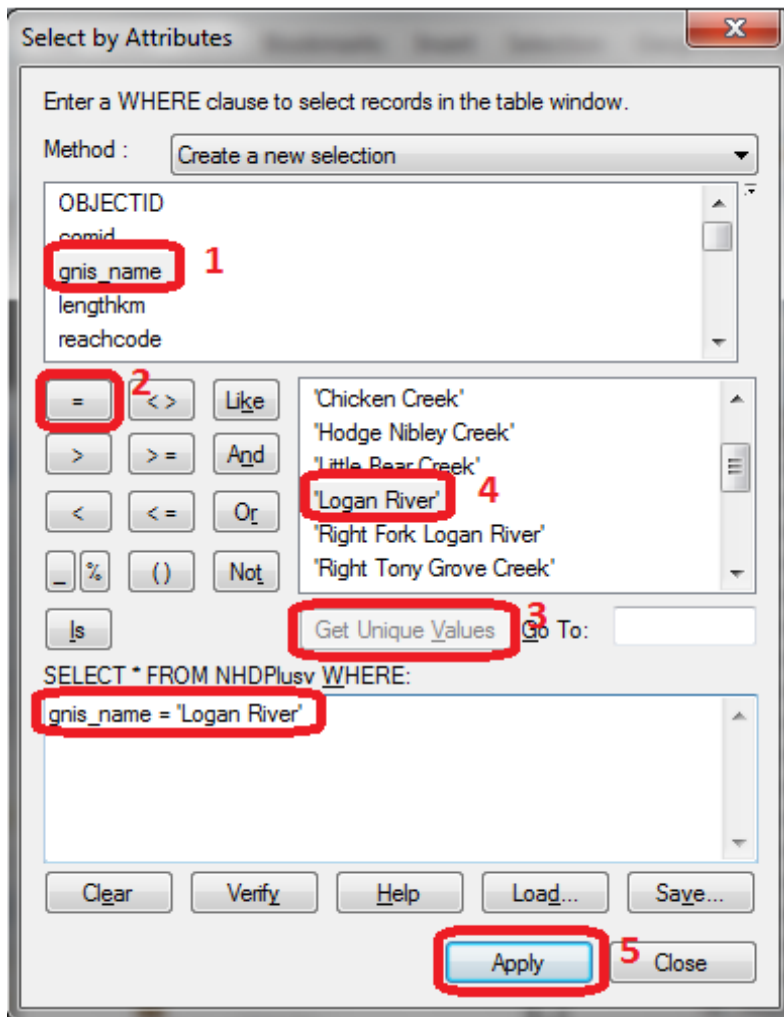 Select by Attributes
Enter a WHERE clause to select records in the table window.
Method : Create a new selection
OBJECTID
comid
gnis_name 1
lengthkm
reachcode
= 2 < > Like
> > = And
< < = Or
_ % ( ) Not
Is
'Chicken Creek'
'Hodge Nibley Creek'
'Little Bear Creek'
'Logan River' 4
'Right Fork Logan River'
'Right Tony Grove Creek'
Get Unique Values 3 Go To:
SELECT * FROM NHDPlusv WHERE:
gnis_name = 'Logan River'
Clear Verify Help Load... Save...
Apply 5 Close